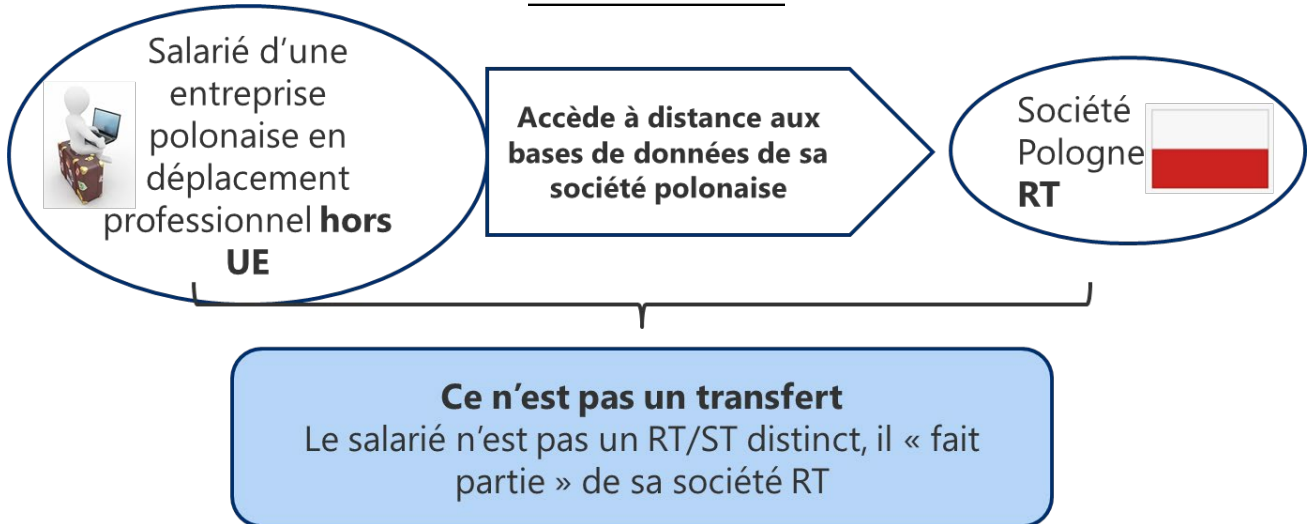 Salarié d’une
entreprise
polonaise en
déplacement
professionnel hors
UE
Accède à distance aux
bases de données de sa
société polonaise
Société
Pologne
RT
Ce n’est pas un transfert
Le salarié n’est pas un RT/ST distinct, il « fait
partie » de sa société RT